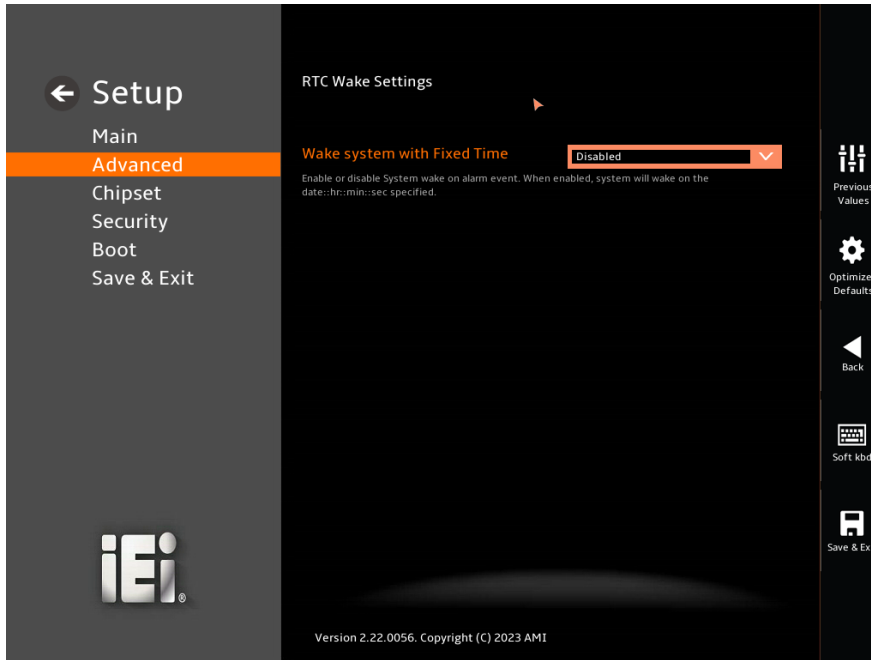 Setup
Main
Advanced
Chipset
Security
Boot
Save & Exit
iEi®
RTC Wake Settings
Wake system with Fixed Time
Disabled
Enable or disable System wake on alarm event. When enabled, system will wake on the
date::hr::min::sec specified.
Version 2.22.0056. Copyright (C) 2023 AMI
Previous
Values
Optimize
Defaults
Back
Soft kbd
Save & Ex